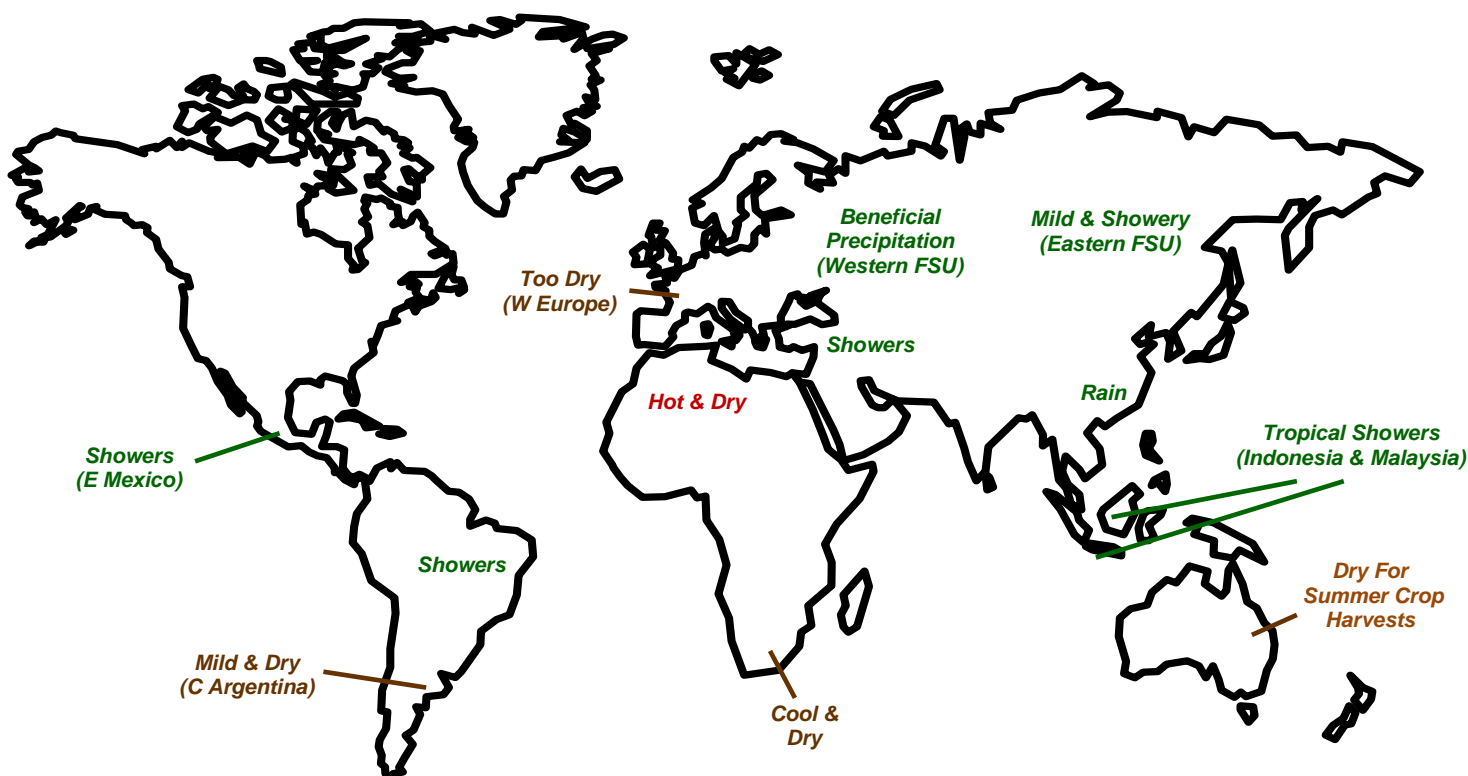 Beneficial
Precipitation
(Western FSU)
Mild & Showery
(Eastern FSU)
Too Dry
(W Europe)
Showers
Hot & Dry
Rain
Showers
(E Mexico)
Tropical Showers
(Indonesia & Malaysia)
Showers
Dry For
Summer Crop
Harvests
Mild & Dry
(C Argentina)
Cool &
Dry